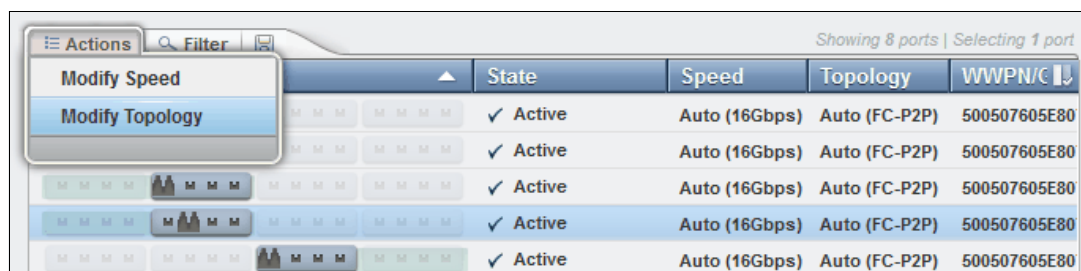 Actions Filter
Showing 8 ports | Selecting 1 port
Modify Speed
Modify Topology
State Speed Topology WWPN/C
Active Auto (16Gbps) Auto (FC-P2P) 500507605E80
Active Auto (16Gbps) Auto (FC-P2P) 500507605E80
Active Auto (16Gbps) Auto (FC-P2P) 500507605E80
Active Auto (16Gbps) Auto (FC-P2P) 500507605E80
Active Auto (16Gbps) Auto (FC-P2P) 500507605E80